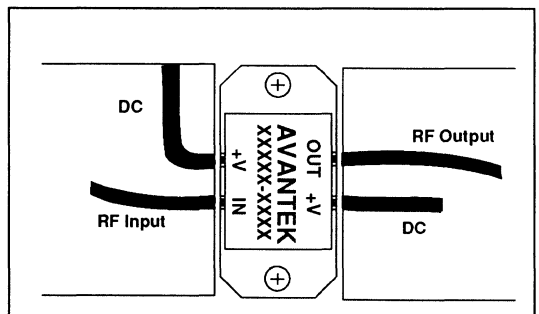 DC
RF Input
+V
IN
XXXXX-XXXX
AVANTEK
OUT
+V
RF Output
DC